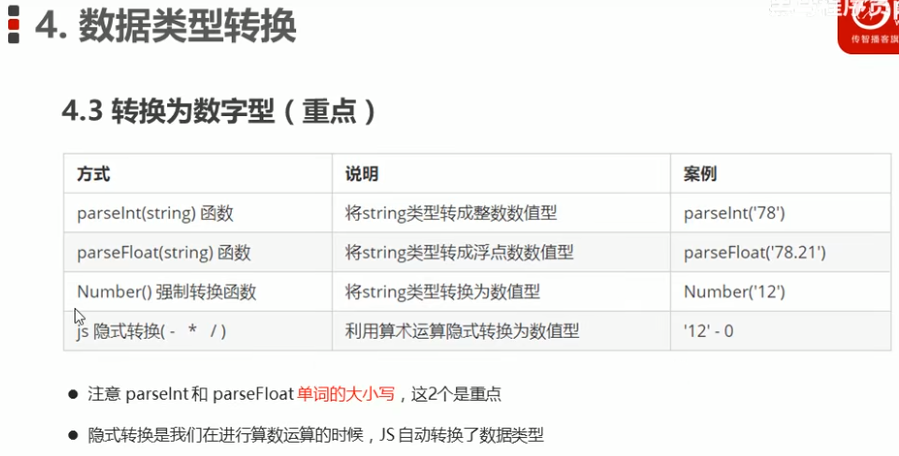 4. 数据类型转换
传智播客旗
4.3 转换为数字型（重点）
方式 说明 案例
parseInt(string) 函数 将string类型转成整数数值型 parseInt('78')
parseFloat(string) 函数 将string类型转成浮点数数值型 parseFloat('78.21')
Number() 强制转换函数 将string类型转换为数值型 Number('12')
js 隐式转换( - * / ) 利用算术运算隐式转换为数值型 '12' - 0
● 注意 parseInt 和 parseFloat 单词的大小写，这2个是重点
● 隐式转换是我们在进行算数运算的时候，JS 自动转换了数据类型